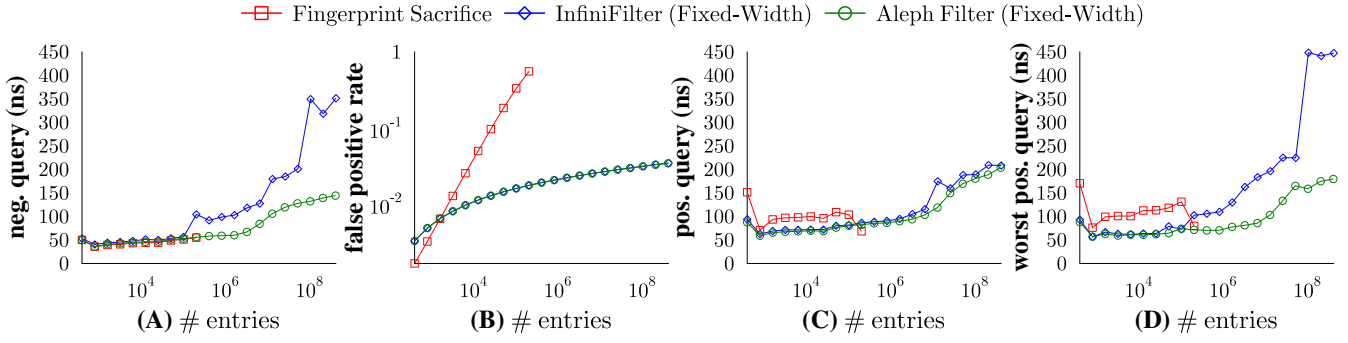 Fingerprint Sacrifice InfiniFilter (Fixed-Width) Aleph Filter (Fixed-Width)
neg. query (ns)
450
400
350
300
250
200
150
100
50
0
10^4 10^6 10^8
(A) # entries
false positive rate
1
10^-1
10^-2
10^4 10^6 10^8
(B) # entries
pos. query (ns)
450
400
350
300
250
200
150
100
50
0
10^4 10^6 10^8
(C) # entries
worst pos. query (ns)
450
400
350
300
250
200
150
100
50
0
10^4 10^6 10^8
(D) # entries